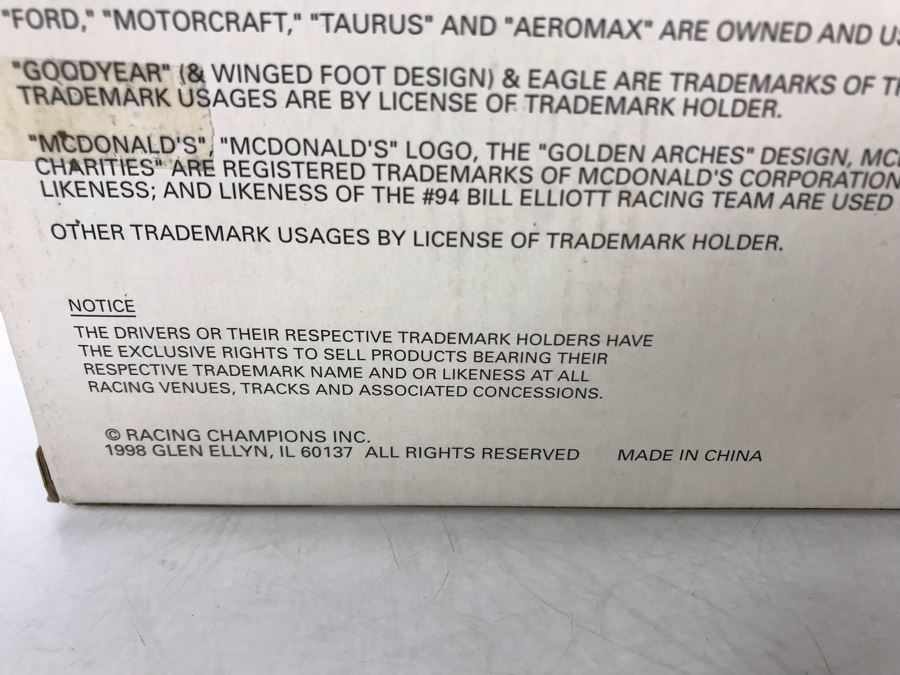 "FORD," "MOTORCRAFT," "TAURUS" AND "AEROMAX" ARE OWNED AND
"GOODYEAR" (& WINGED FOOT DESIGN) & EAGLE ARE TRADEMARKS OF
TRADEMARK USAGES ARE BY LICENSE OF TRADEMARK HOLDER.
"MCDONALD'S", "MCDONALD'S" LOGO, THE "GOLDEN ARCHES" DESIGN,
CHARITIES" ARE REGISTERED TRADEMARKS OF MCDONALD'S CORPORATION
LIKENESS; AND LIKENESS OF THE #94 BILL ELLIOTT RACING TEAM ARE USED
OTHER TRADEMARK USAGES BY LICENSE OF TRADEMARK HOLDER.
NOTICE
THE DRIVERS OR THEIR RESPECTIVE TRADEMARK HOLDERS HAVE
THE EXCLUSIVE RIGHTS TO SELL PRODUCTS BEARING THEIR
RESPECTIVE TRADEMARK NAME AND OR LIKENESS AT ALL
RACING VENUES, TRACKS AND ASSOCIATED CONCESSIONS.
© RACING CHAMPIONS INC.
1998 GLEN ELLYN, IL 60137 ALL RIGHTS RESERVED MADE IN CHINA